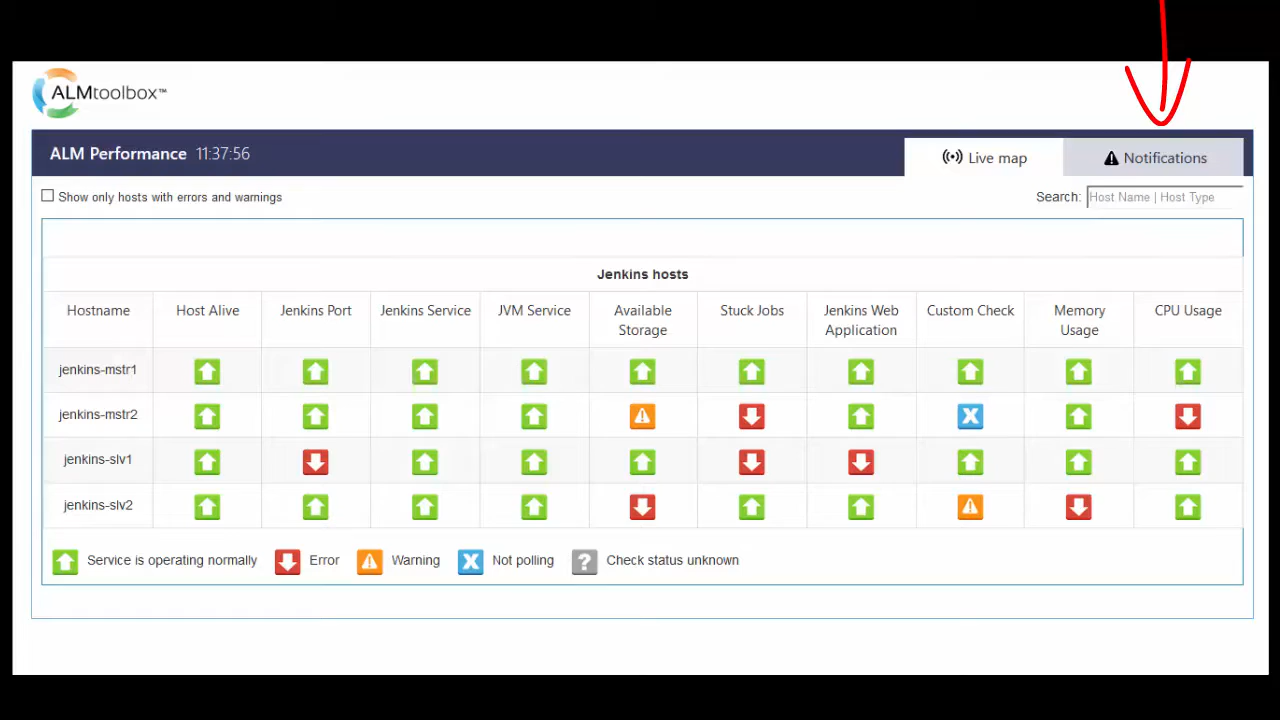 ALMtoolbox™
ALM Performance 11:37:56
Live map
Notifications
Show only hosts with errors and warnings
Search: Host Name | Host Type
Jenkins hosts
Hostname Host Alive Jenkins Port Jenkins Service JVM Service Available Storage Stuck Jobs Jenkins Web Application Custom Check Memory Usage CPU Usage
jenkins-mstr1
jenkins-mstr2
jenkins-slv1
jenkins-slv2
Service is operating normally Error Warning Not polling Check status unknown